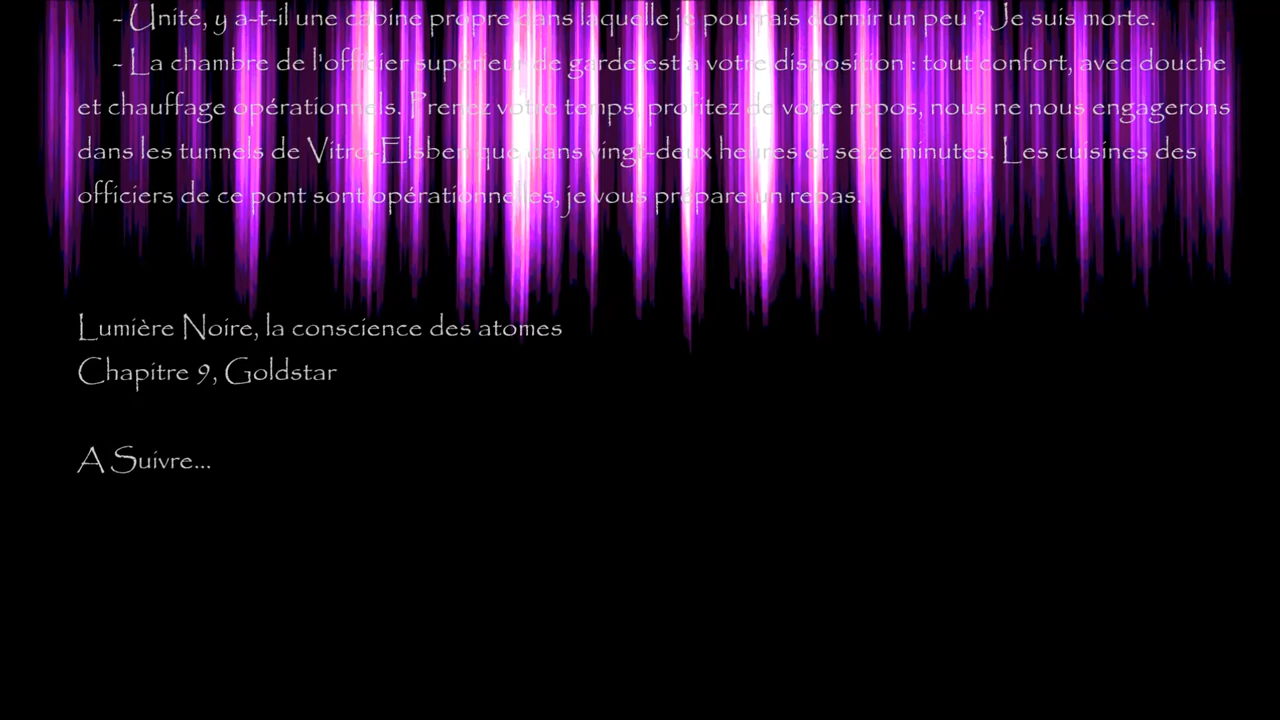 - Unité, y a-t-il une cabine propre dans laquelle je pourrais dormir un peu ? Je suis morte.
- La chambre de l'officier supérieur de garde est à votre disposition : tout confort, avec douche
et chauffage opérationnels. Prenez votre temps, profitez de votre repos, nous ne nous engagerons
dans les tunnels de Vitro-Elsben que dans vingt-deux heures et seize minutes. Les cuisines des
officiers de ce pont sont opérationnelles, je vous prépare un repas.
Lumière Noire, la conscience des atomes
Chapitre 9, Goldstar
A Suivre...